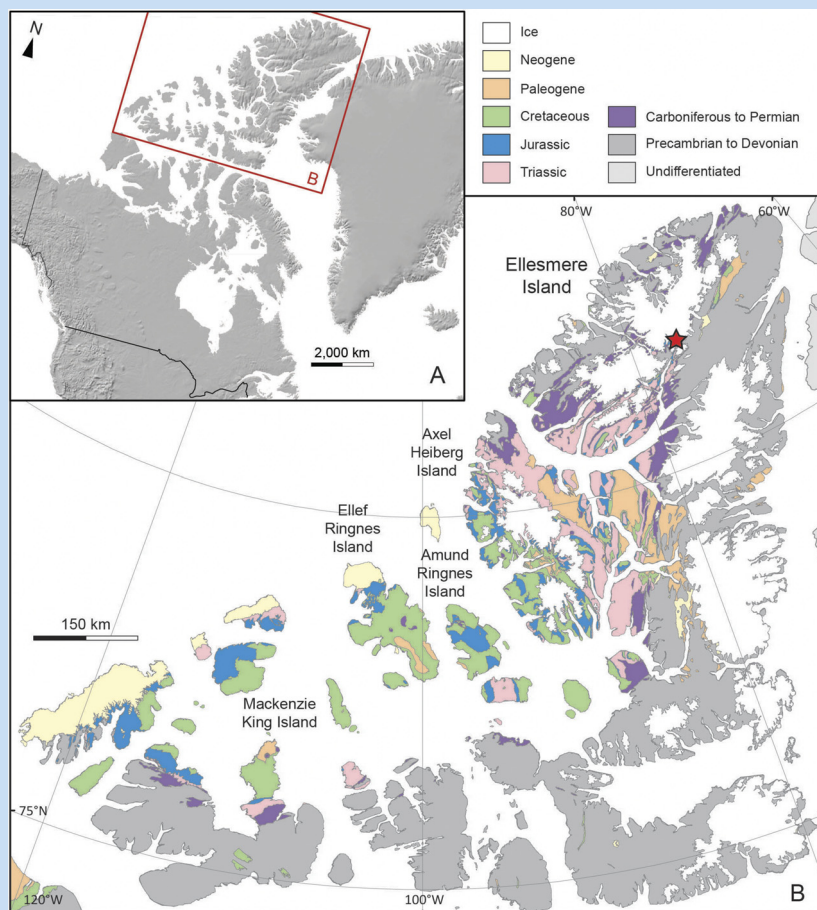 N
B
2,000 km
A
Ice
Neogene
Paleogene
Cretaceous
Jurassic
Triassic
Carboniferous to Permian
Precambrian to Devonian
Undifferentiated
80°W
60°W
Ellesmere
Island
Axel
Heiberg
Island
Ellef
Ringnes
Island
Amund
Ringnes
Island
150 km
Mackenzie
King Island
75°N
120°W
100°W
B